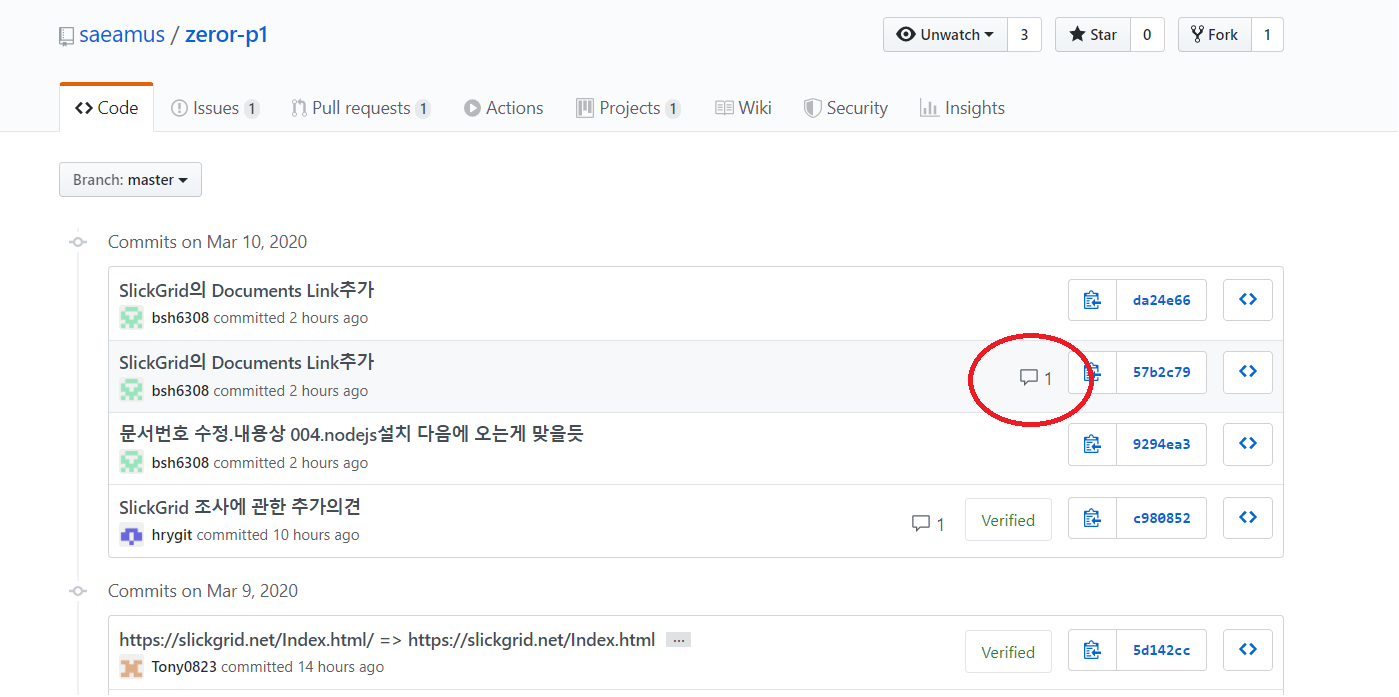 saeamus / zeror-p1
Unwatch 3 Star 0 Fork 1
Code Issues 1 Pull requests 1 Actions Projects 1 Wiki Security Insights
Branch: master
Commits on Mar 10, 2020
SlickGrid의 Documents Link추가
da24e66
bsh6308 committed 2 hours ago
SlickGrid의 Documents Link추가
1 57b2c79
bsh6308 committed 2 hours ago
문서번호 수정.내용상 004.nodejs설치 다음에 오는게 맞을듯
9294ea3
bsh6308 committed 2 hours ago
SlickGrid 조사에 관한 추가의견
1 Verified c980852
hrygit committed 10 hours ago
Commits on Mar 9, 2020
https://slickgrid.net/Index.html/ => https://slickgrid.net/Index.html ...
Verified 5d142cc
Tony0823 committed 14 hours ago